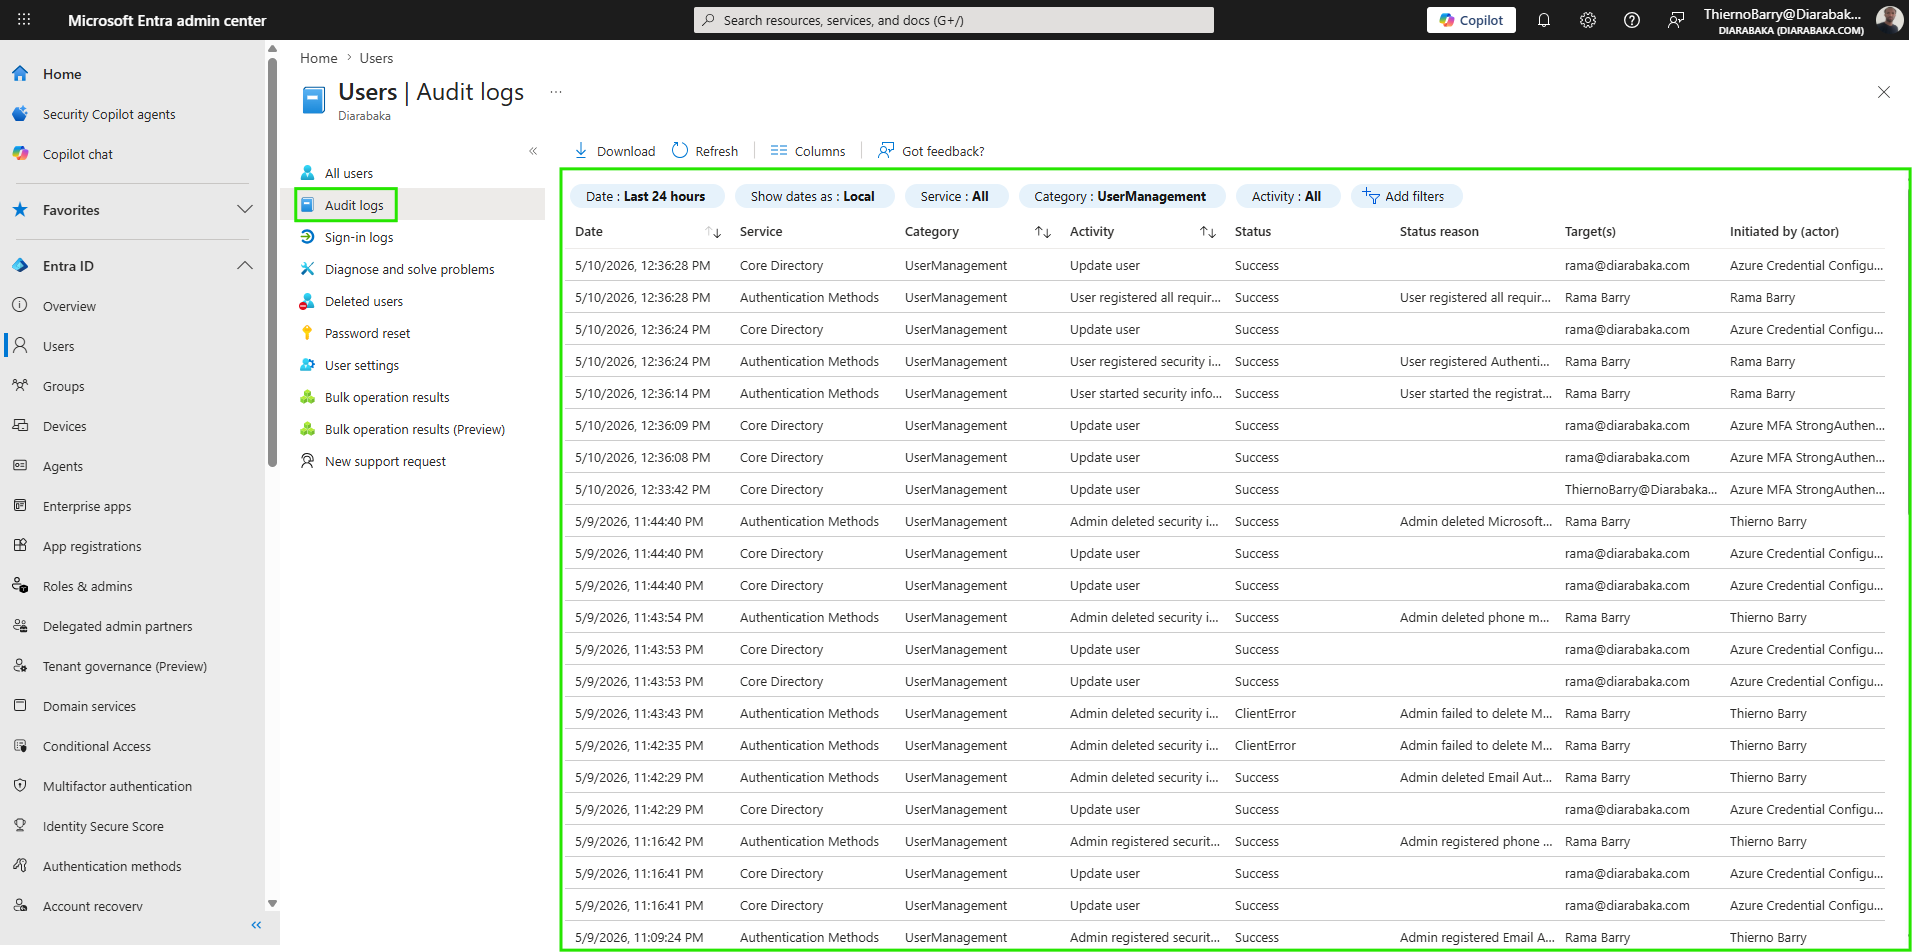 Microsoft Entra admin center
Search resources, services, and docs (G+/)
Copilot
ThiernoBarry@Diarabak...
DIARABAKA (DIARABAKA.COM)
Home
Security Copilot agents
Copilot chat
Favorites
Entra ID
Overview
Users
Groups
Devices
Agents
Enterprise apps
App registrations
Roles & admins
Delegated admin partners
Tenant governance (Preview)
Domain services
Conditional Access
Multifactor authentication
Identity Secure Score
Authentication methods
Account recovery
Home > Users
Users | Audit logs
Diarabaka
All users
Audit logs
Sign-in logs
Diagnose and solve problems
Deleted users
Password reset
User settings
Bulk operation results
Bulk operation results (Preview)
New support request
Download Refresh Columns Got feedback?
Date : Last 24 hours Show dates as : Local Service : All Category : UserManagement Activity : All Add filters
Date Service Category Activity Status Status reason Target(s) Initiated by (actor)
5/10/2026, 12:36:28 PM Core Directory UserManagement Update user Success rama@diarabaka.com Azure Credential Configu...
5/10/2026, 12:36:28 PM Authentication Methods UserManagement User registered all requir... Success User registered all requir... Rama Barry Rama Barry
5/10/2026, 12:36:24 PM Core Directory UserManagement Update user Success rama@diarabaka.com Azure Credential Configu...
5/10/2026, 12:36:24 PM Authentication Methods UserManagement User registered security i... Success User registered Authenti... Rama Barry Rama Barry
5/10/2026, 12:36:14 PM Authentication Methods UserManagement User started security info... Success User started the registrat... Rama Barry Rama Barry
5/10/2026, 12:36:09 PM Core Directory UserManagement Update user Success rama@diarabaka.com Azure MFA StrongAuthen...
5/10/2026, 12:36:08 PM Core Directory UserManagement Update user Success rama@diarabaka.com Azure MFA StrongAuthen...
5/10/2026, 12:33:42 PM Core Directory UserManagement Update user Success ThiernoBarry@Diarabaka... Azure MFA StrongAuthen...
5/9/2026, 11:44:40 PM Authentication Methods UserManagement Admin deleted security i... Success Admin deleted Microsoft... Rama Barry Thierno Barry
5/9/2026, 11:44:40 PM Core Directory UserManagement Update user Success rama@diarabaka.com Azure Credential Configu...
5/9/2026, 11:44:40 PM Core Directory UserManagement Update user Success rama@diarabaka.com Azure Credential Configu...
5/9/2026, 11:43:54 PM Authentication Methods UserManagement Admin deleted security i... Success Admin deleted phone m... Rama Barry Thierno Barry
5/9/2026, 11:43:53 PM Core Directory UserManagement Update user Success rama@diarabaka.com Azure Credential Configu...
5/9/2026, 11:43:53 PM Core Directory UserManagement Update user Success rama@diarabaka.com Azure Credential Configu...
5/9/2026, 11:43:43 PM Authentication Methods UserManagement Admin deleted security i... ClientError Admin failed to delete M... Rama Barry Thierno Barry
5/9/2026, 11:42:35 PM Authentication Methods UserManagement Admin deleted security i... ClientError Admin failed to delete M... Rama Barry Thierno Barry
5/9/2026, 11:42:29 PM Authentication Methods UserManagement Admin deleted security i... Success Admin deleted Email Aut... Rama Barry Thierno Barry
5/9/2026, 11:42:29 PM Core Directory UserManagement Update user Success rama@diarabaka.com Azure Credential Configu...
5/9/2026, 11:16:42 PM Authentication Methods UserManagement Admin registered securit... Success Admin registered phone ... Rama Barry Thierno Barry
5/9/2026, 11:16:41 PM Core Directory UserManagement Update user Success rama@diarabaka.com Azure Credential Configu...
5/9/2026, 11:16:41 PM Core Directory UserManagement Update user Success rama@diarabaka.com Azure Credential Configu...
5/9/2026, 11:09:24 PM Authentication Methods UserManagement Admin registered securit... Success Admin registered Email A... Rama Barry Thierno Barry